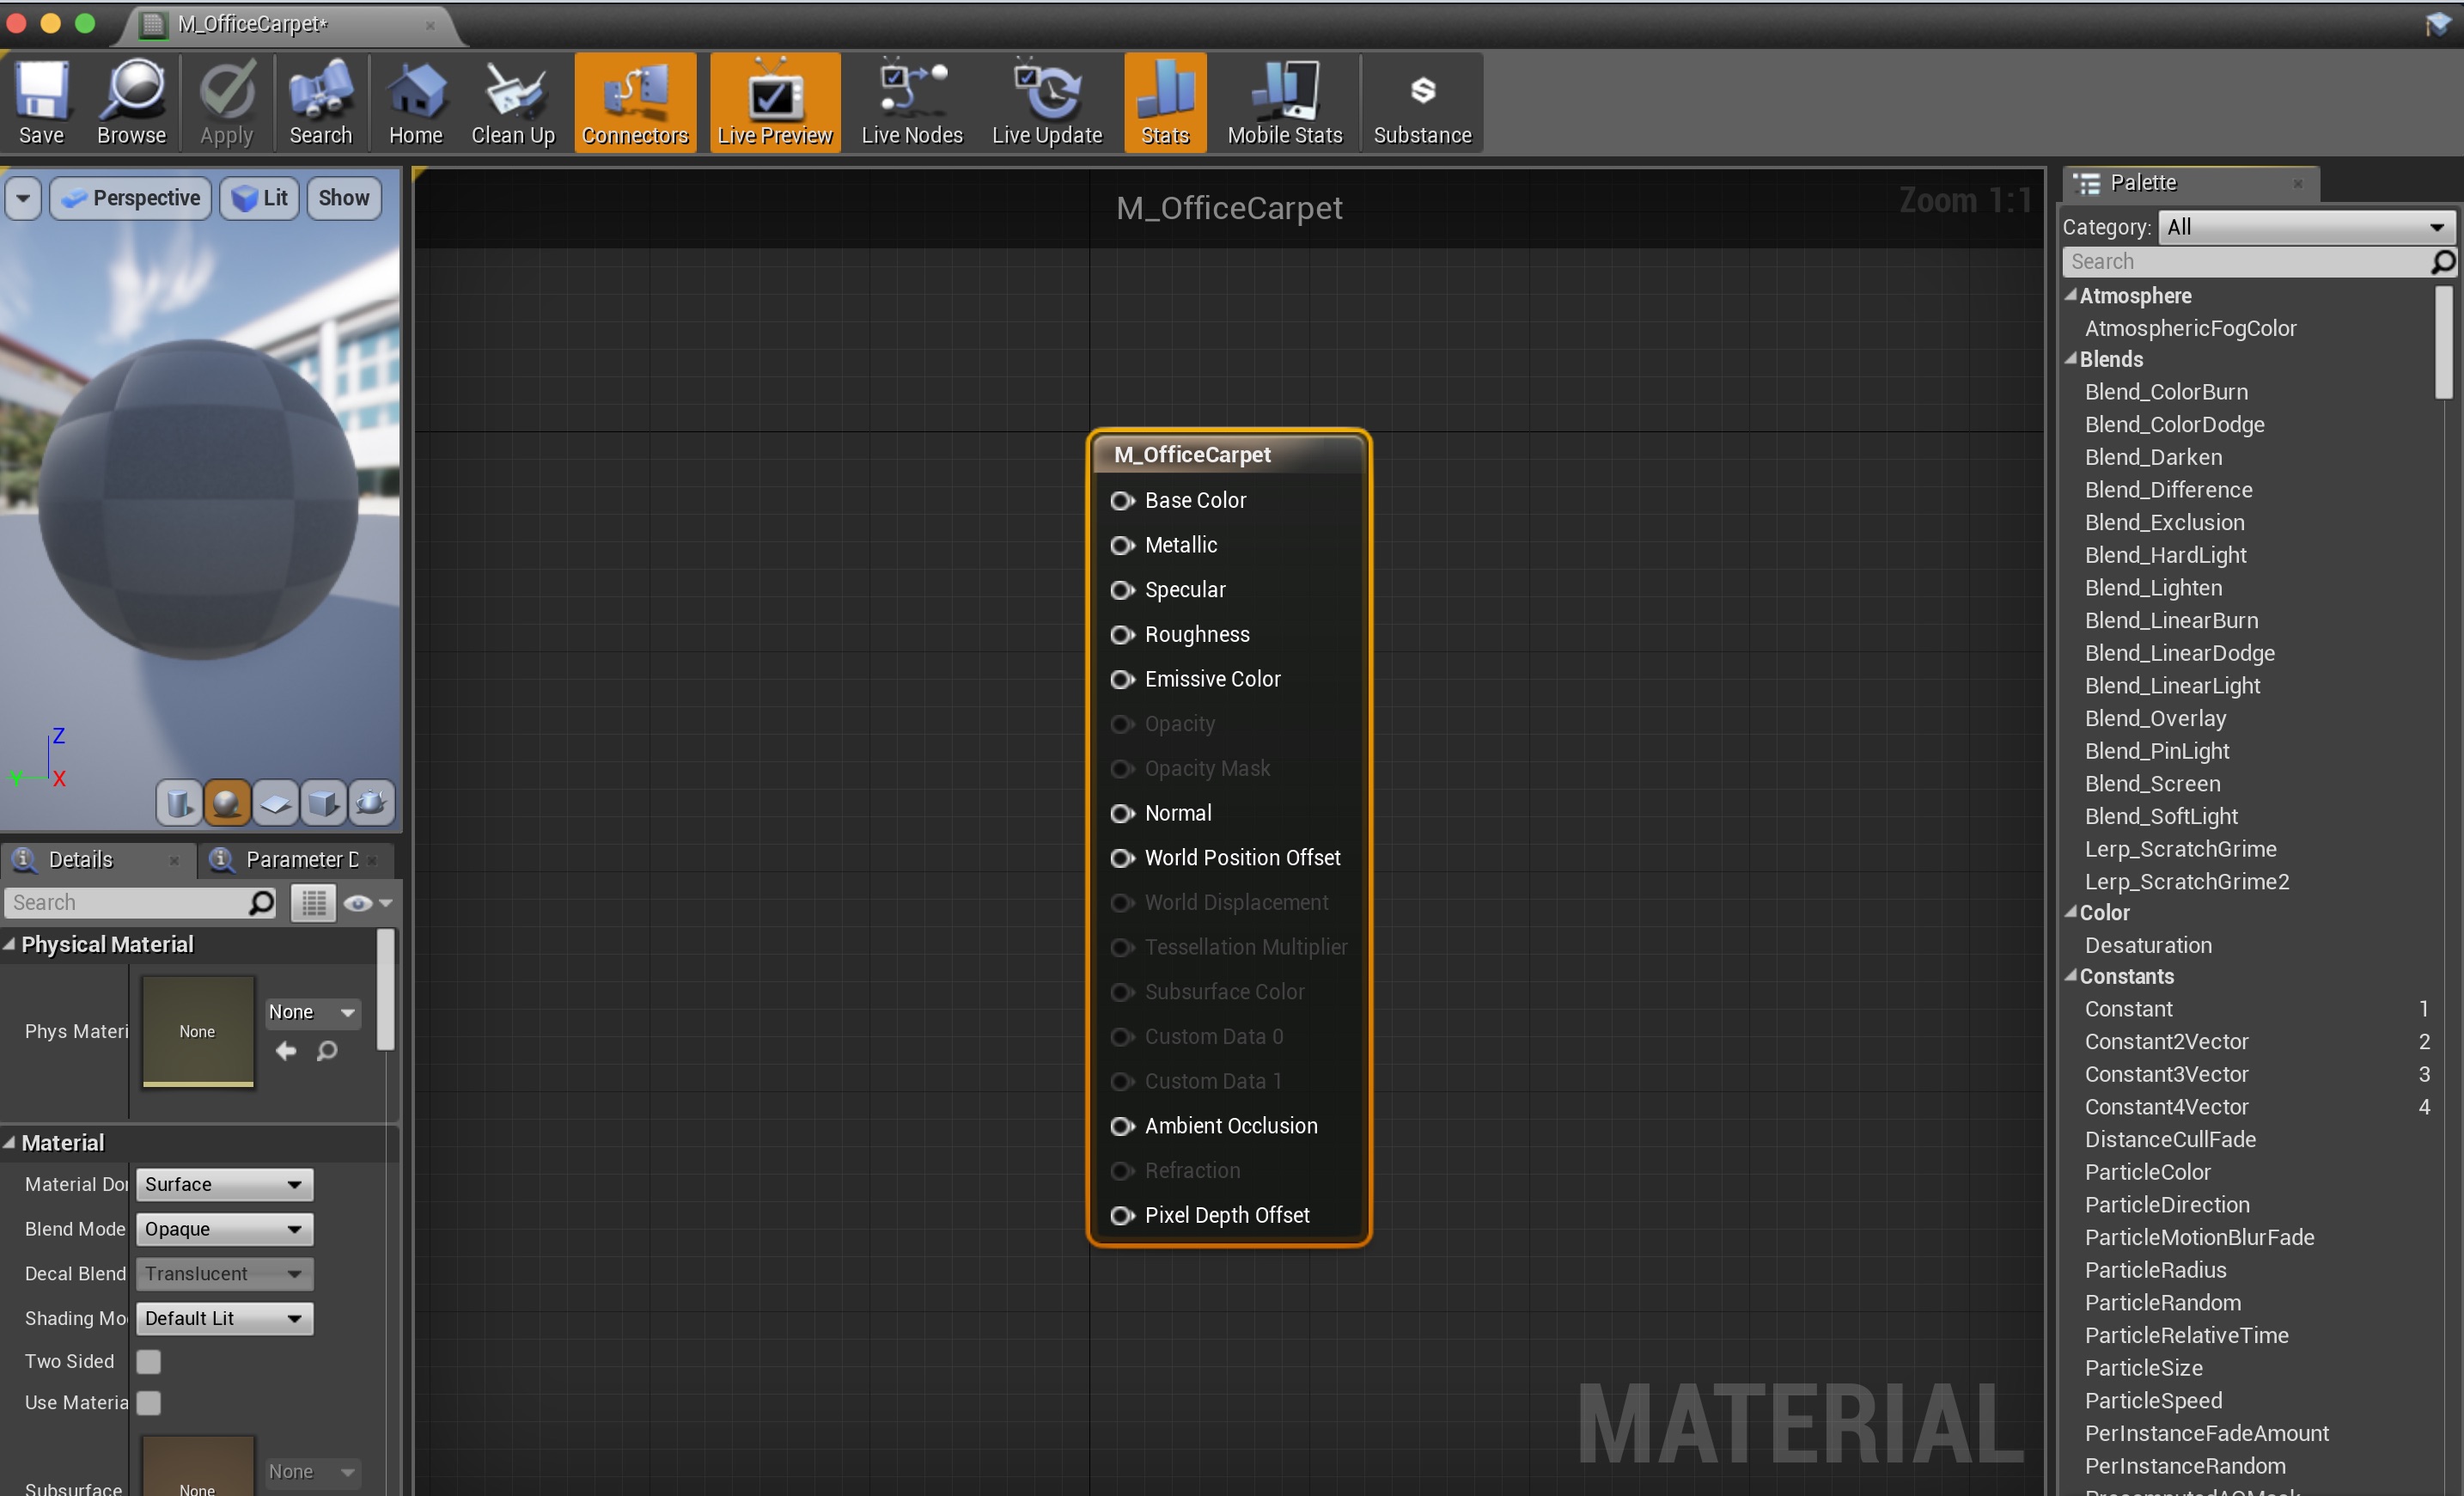 M_OfficeCarpet*
Save
Browse
Apply
Search
Home
Clean Up
Connectors
Live Preview
Live Nodes
Live Update
Stats
Mobile Stats
Substance
Perspective
Lit
Show
Z
Y
X
Details
Parameter D
Search
Physical Material
Phys Materi
None
None
Material
Material Do
Surface
Blend Mode
Opaque
Decal Blend
Translucent
Shading Mo
Default Lit
Two Sided
Use Materia
Subsurface
None
None
M_OfficeCarpet
Zoom 1:1
M_OfficeCarpet
Base Color
Metallic
Specular
Roughness
Emissive Color
Opacity
Opacity Mask
Normal
World Position Offset
World Displacement
Tessellation Multiplier
Subsurface Color
Custom Data 0
Custom Data 1
Ambient Occlusion
Refraction
Pixel Depth Offset
MATERIAL
Palette
Category: All
Search
Atmosphere
AtmosphericFogColor
Blends
Blend_ColorBurn
Blend_ColorDodge
Blend_Darken
Blend_Difference
Blend_Exclusion
Blend_HardLight
Blend_Lighten
Blend_LinearBurn
Blend_LinearDodge
Blend_LinearLight
Blend_Overlay
Blend_PinLight
Blend_Screen
Blend_SoftLight
Lerp_ScratchGrime
Lerp_ScratchGrime2
Color
Desaturation
Constants
Constant 1
Constant2Vector 2
Constant3Vector 3
Constant4Vector 4
DistanceCullFade
ParticleColor
ParticleDirection
ParticleMotionBlurFade
ParticleRadius
ParticleRandom
ParticleRelativeTime
ParticleSize
ParticleSpeed
PerInstanceFadeAmount
PerInstanceRandom